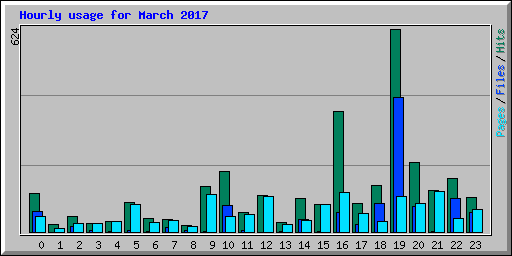 Hourly usage for March 2017
624
Pages/Files/Hits
0 1 2 3 4 5 6 7 8 9 10 11 12 13 14 15 16 17 18 19 20 21 22 23